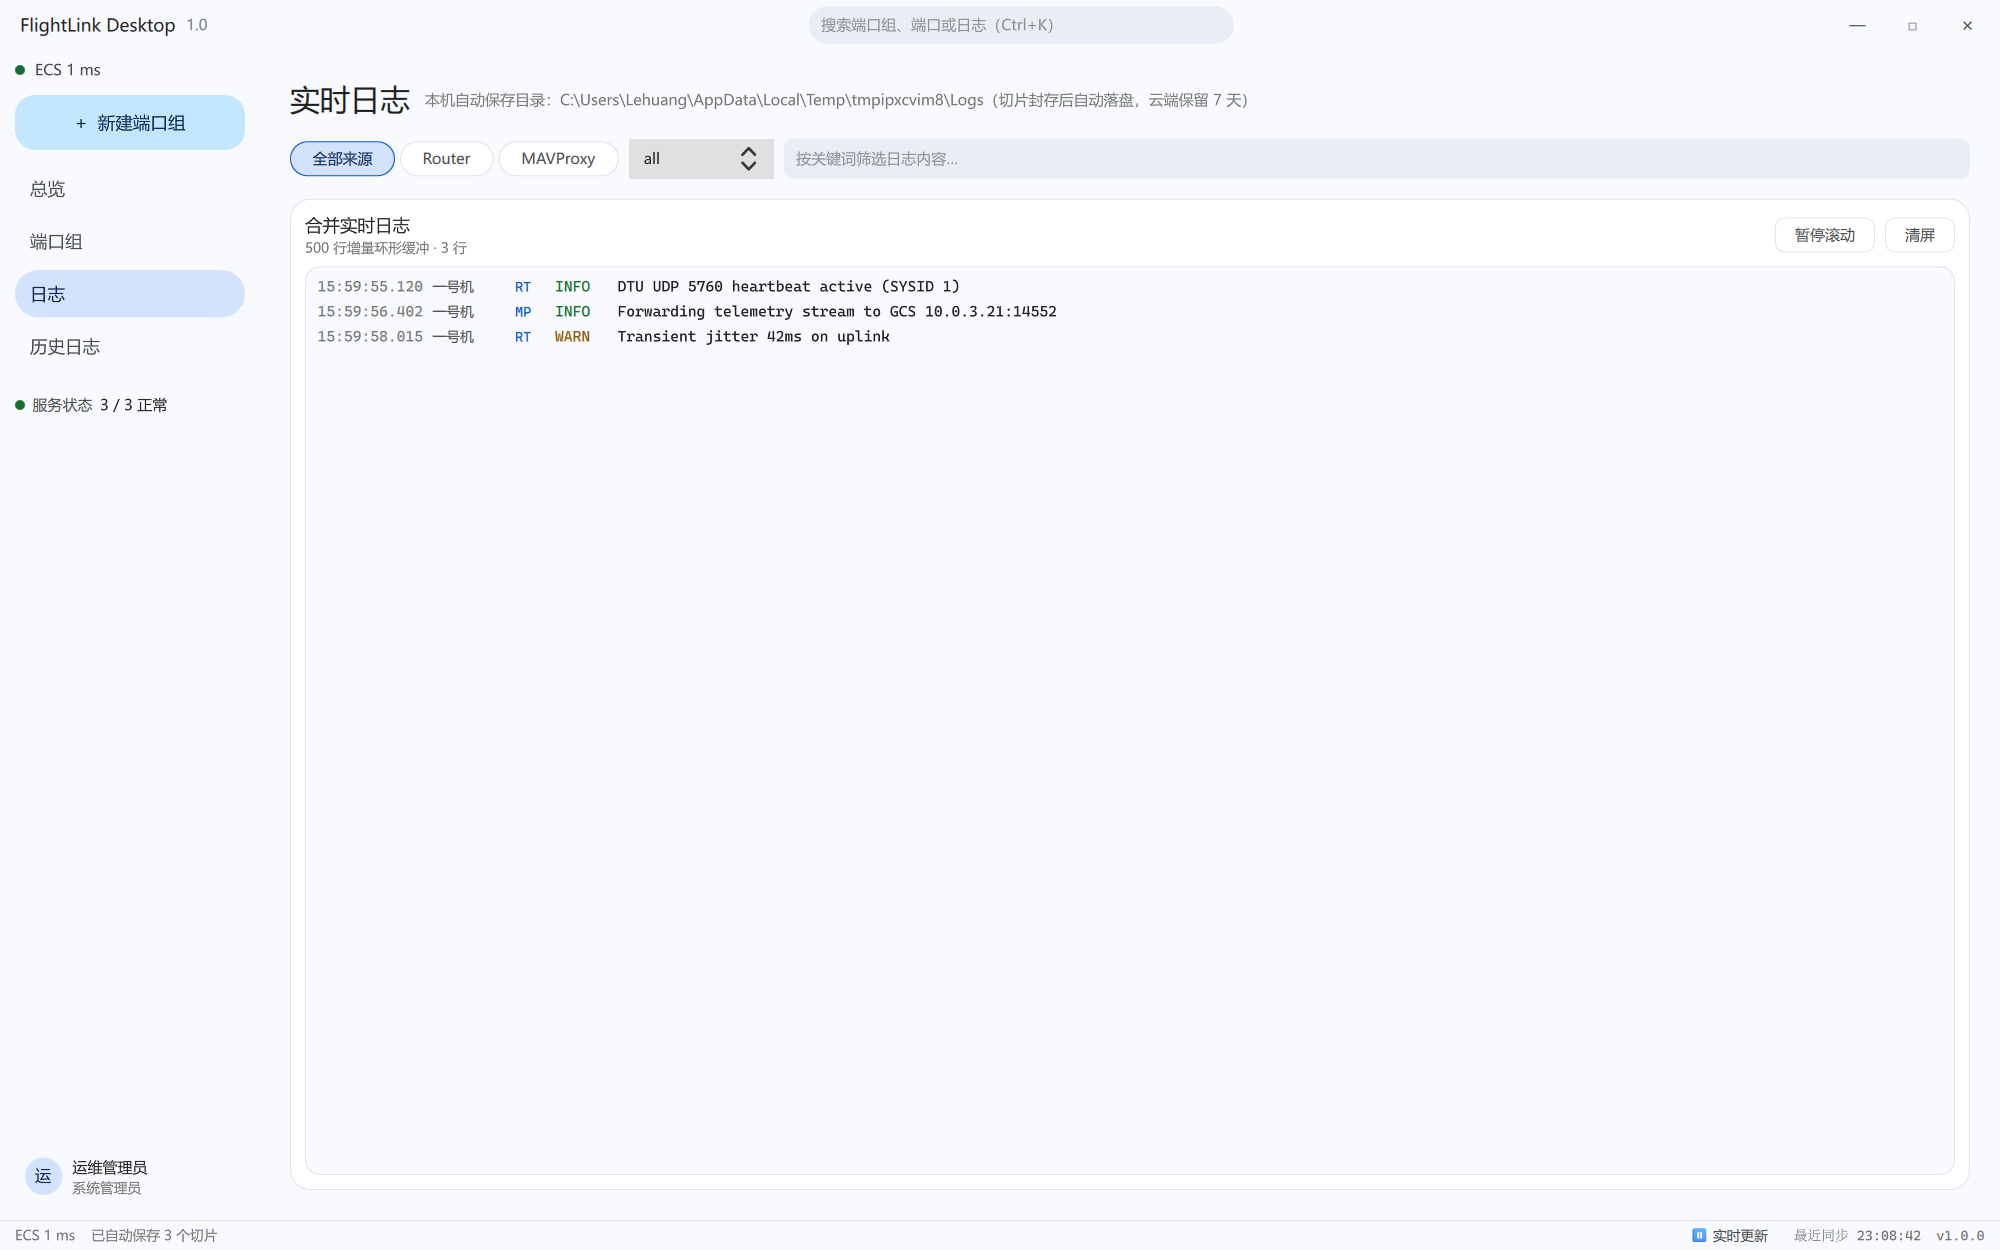 FlightLink Desktop 1.0
搜索端口组、端口或日志（Ctrl+K）
ECS 1 ms
+ 新建端口组
总览
端口组
日志
历史日志
服务状态 3 / 3 正常
实时日志 本机自动保存目录：C:\Users\Lehuang\AppData\Local\Temp\tmpipxcvim8\Logs（切片封存后自动落盘，云端保留 7 天）
全部来源 Router MAVProxy all 按关键词筛选日志内容...
合并实时日志
500 行增量环形缓冲 · 3 行
暂停滚动 清屏
15:59:55.120 一号机 RT INFO DTU UDP 5760 heartbeat active (SYSID 1)
15:59:56.402 一号机 MP INFO Forwarding telemetry stream to GCS 10.0.3.21:14552
15:59:58.015 一号机 RT WARN Transient jitter 42ms on uplink
运 运维管理员
系统管理员
ECS 1 ms 已自动保存 3 个切片
实时更新 最近同步 23:08:42 v1.0.0